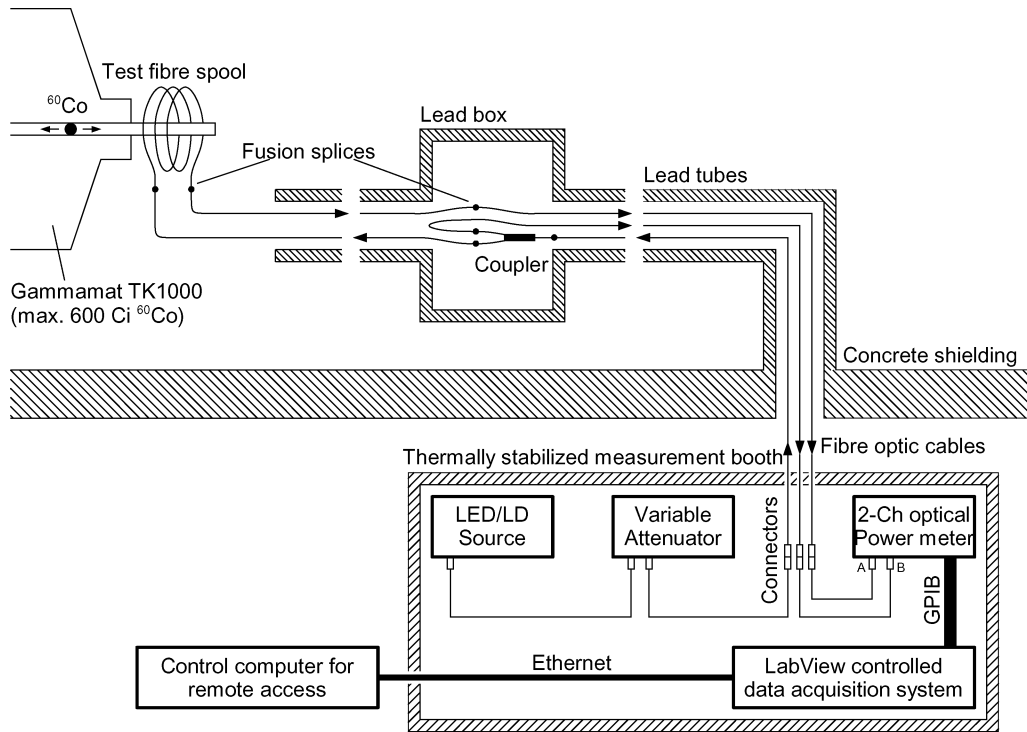 Test fibre spool
⁶⁰Co
Lead box
Fusion splices
Lead tubes
Coupler
Gammamat TK1000
(max. 600 Ci ⁶⁰Co)
Concrete shielding
Fibre optic cables
Thermally stabilized measurement booth
LED/LD
Source
Variable
Attenuator
Connectors
2-Ch optical
Power meter
A
B
GPIB
Control computer for
remote access
Ethernet
LabView controlled
data acquisition system